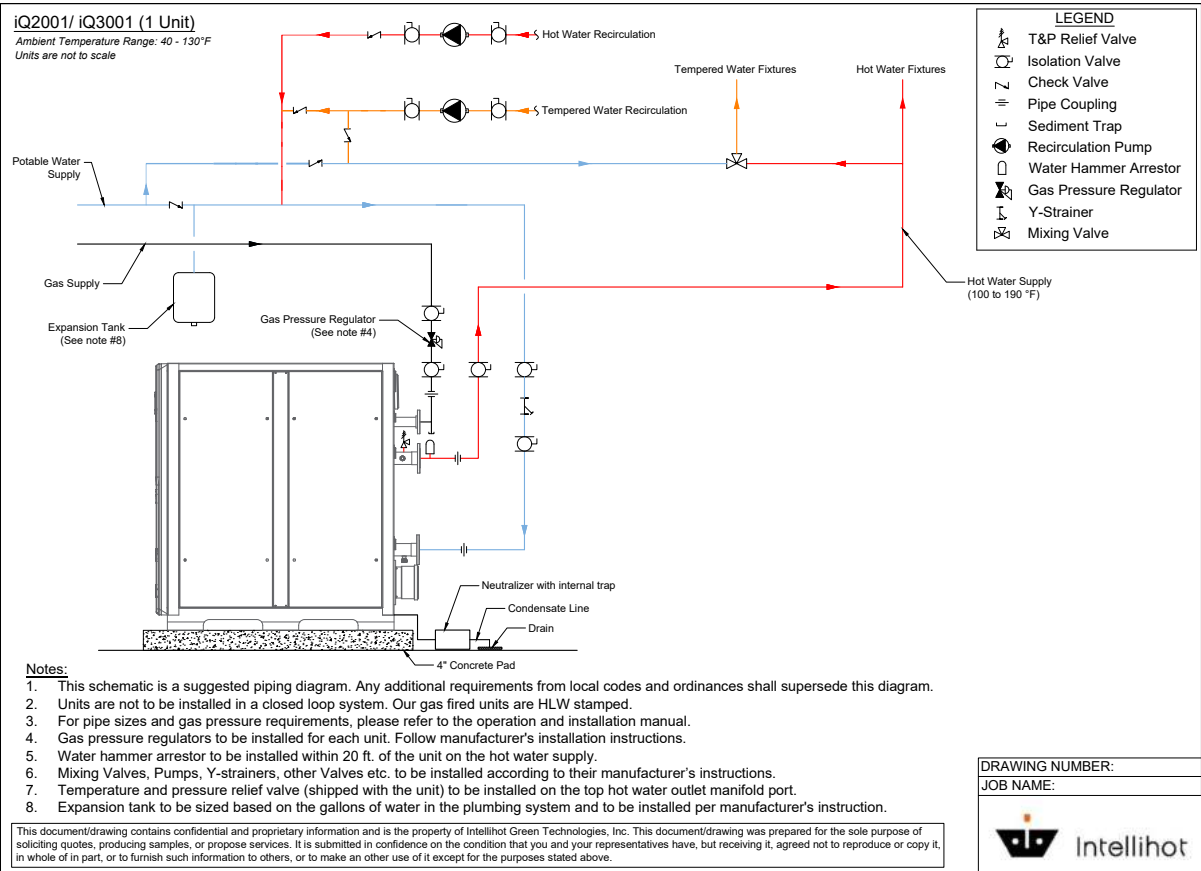 iQ2001/ iQ3001 (1 Unit)
Ambient Temperature Range: 40 - 130°F
Units are not to scale
Hot Water Recirculation
Tempered Water Recirculation
Tempered Water Fixtures
Hot Water Fixtures
LEGEND
T&P Relief Valve
Isolation Valve
Check Valve
Pipe Coupling
Sediment Trap
Recirculation Pump
Water Hammer Arrestor
Gas Pressure Regulator
Y-Strainer
Mixing Valve
Potable Water
Supply
Gas Supply
Expansion Tank
(See note #8)
Gas Pressure Regulator
(See note #4)
Hot Water Supply
(100 to 190 °F)
Neutralizer with internal trap
Condensate Line
Drain
4" Concrete Pad
Notes:
1. This schematic is a suggested piping diagram. Any additional requirements from local codes and ordinances shall supersede this diagram.
2. Units are not to be installed in a closed loop system. Our gas fired units are HLW stamped.
3. For pipe sizes and gas pressure requirements, please refer to the operation and installation manual.
4. Gas pressure regulators to be installed for each unit. Follow manufacturer's installation instructions.
5. Water hammer arrestor to be installed within 20 ft. of the unit on the hot water supply.
6. Mixing Valves, Pumps, Y-strainers, other Valves etc. to be installed according to their manufacturer's instructions.
7. Temperature and pressure relief valve (shipped with the unit) to be installed on the top hot water outlet manifold port.
8. Expansion tank to be sized based on the gallons of water in the plumbing system and to be installed per manufacturer's instruction.
This document/drawing contains confidential and proprietary information and is the property of Intellihot Green Technologies, Inc. This document/drawing was prepared for the sole purpose of
soliciting quotes, producing samples, or propose services. It is submitted in confidence on the condition that you and your representatives have, but receiving it, agreed not to reproduce or copy it,
in whole of in part, or to furnish such information to others, or to make an other use of it except for the purposes stated above.
DRAWING NUMBER:
JOB NAME:
Intellihot